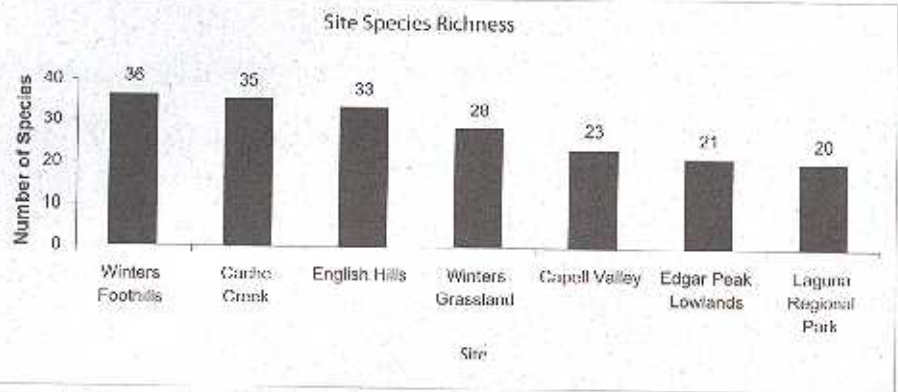 Site Species Richness
Number of Species
40
30
20
10
0
36
35
33
28
23
21
20
Winters
Foothills
Cache
Creek
English Hills
Winters
Grassland
Capell Valley
Edgar Peak
Lowlands
Laguna
Regional
Park
Site